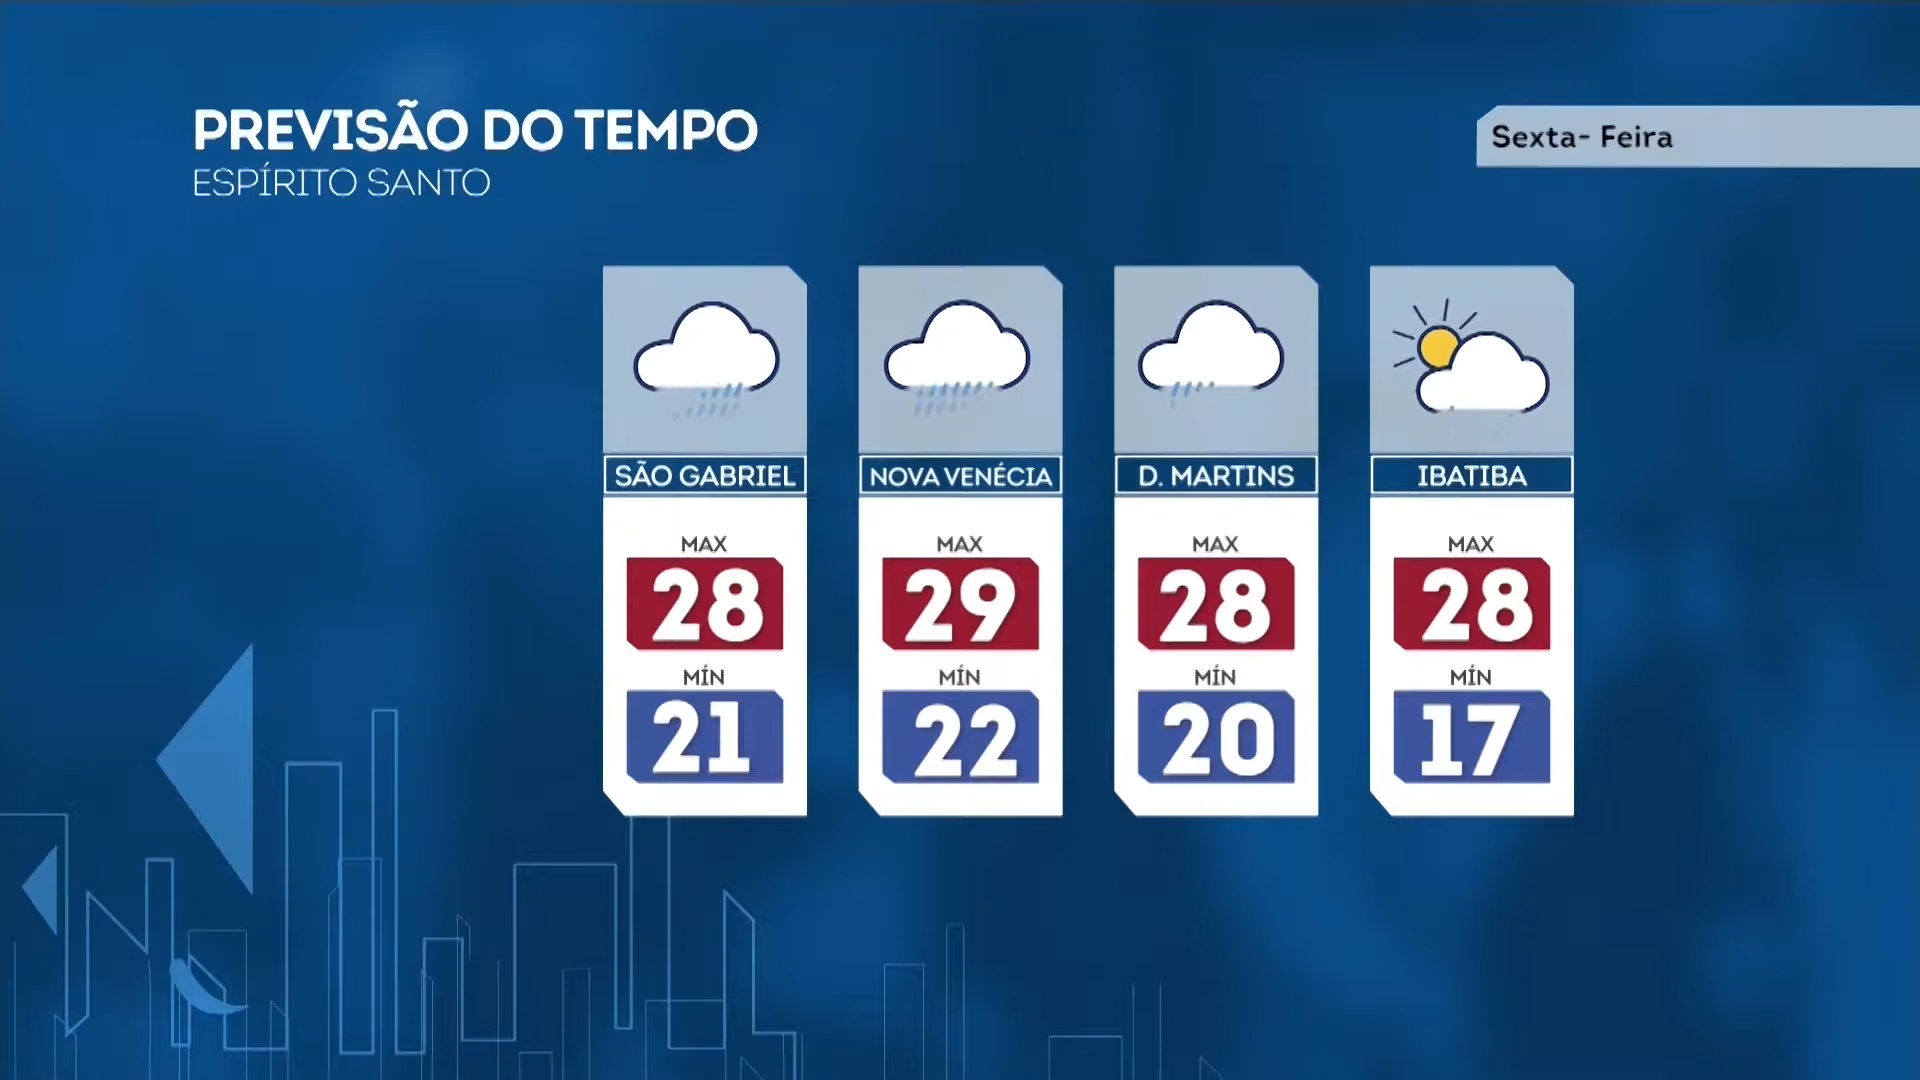 PREVISÃO DO TEMPO
ESPÍRITO SANTO
Sexta- Feira
SÃO GABRIEL
MAX
28
MÍN
21
NOVA VENÉCIA
MAX
29
MÍN
22
D. MARTINS
MAX
28
MÍN
20
IBATIBA
MAX
28
MÍN
17